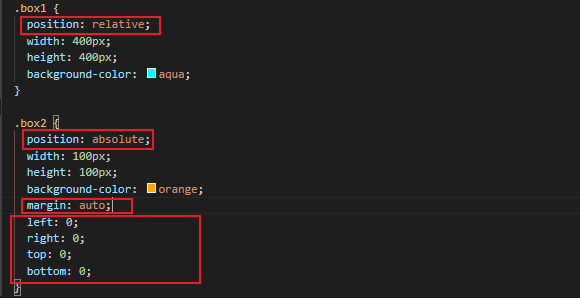 .box1 {
position: relative;
width: 400px;
height: 400px;
background-color: aqua;
}
.box2 {
position: absolute;
width: 100px;
height: 100px;
background-color: orange;
margin: auto;
left: 0;
right: 0;
top: 0;
bottom: 0;
}